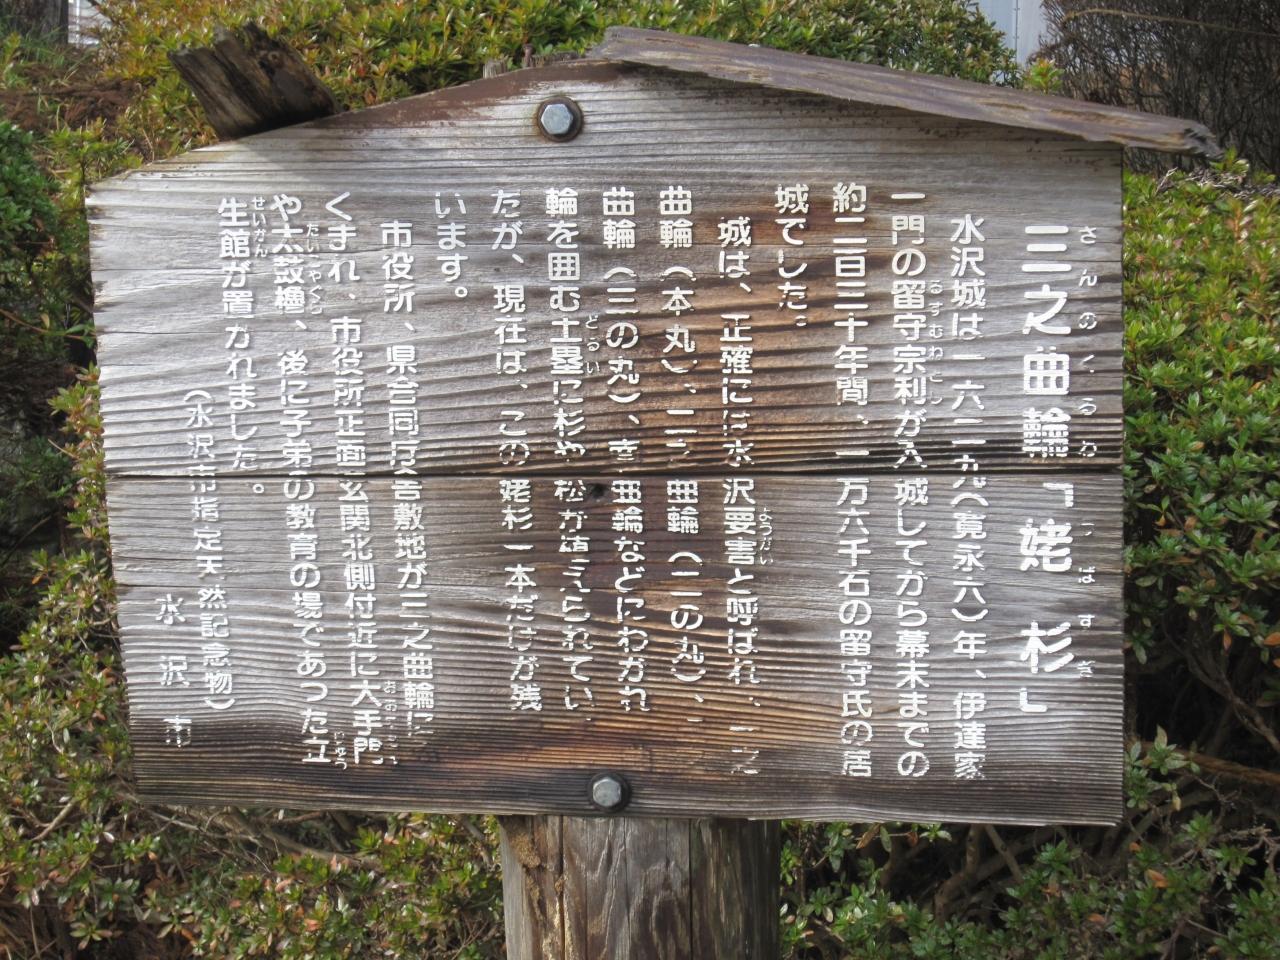 三之曲輪「姥杉」
水沢城は一六二九(寛永六)年、伊達家
一門の留守宗利が入城してから幕末までの
約二百三十年間、一万六千石の留守氏の居
城でした。
城は、正確には水沢要害と呼ばれ、一之
曲輪(本丸)、二之曲輪(二の丸)、三之
曲輪(三の丸)、東曲輪などにわかれ
輪を囲む土塁に杉や松が植えられてい
たが、現在は、この姥杉一本だけが残
います。
市役所、県合同庁舎敷地が三之曲輪に
くまれ、市役所正面玄関北側付近に大手門
や太鼓櫓、後に子弟の教育の場であった立
生館が置かれました。
(水沢市指定天然記念物)
水沢市